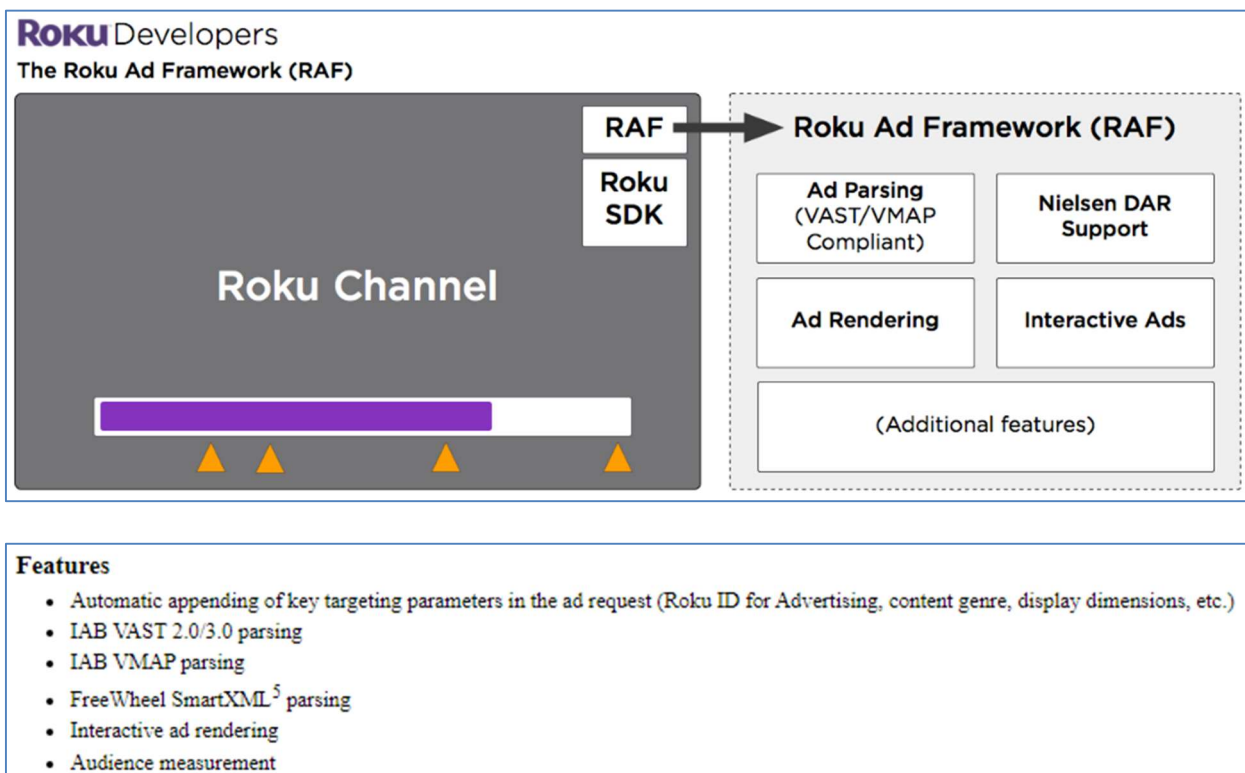 Roku Developers
The Roku Ad Framework (RAF)
RAF
Roku
SDK
Roku Channel
Roku Ad Framework (RAF)
Ad Parsing
(VAST/VMAP
Compliant)
Nielsen DAR
Support
Ad Rendering
Interactive Ads
(Additional features)
Features
• Automatic appending of key targeting parameters in the ad request (Roku ID for Advertising, content genre, display dimensions, etc.)
• IAB VAST 2.0/3.0 parsing
• IAB VMAP parsing
• FreeWheel SmartXML⁵ parsing
• Interactive ad rendering
• Audience measurement